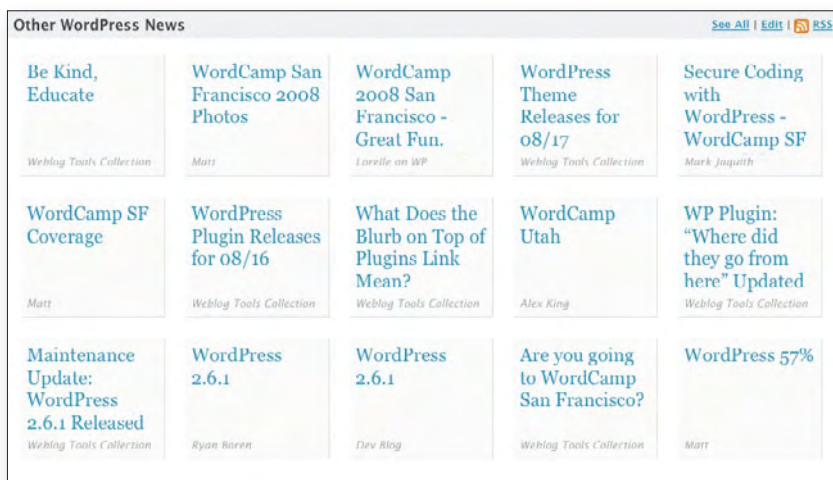 Other WordPress News
See All | Edit | RSS
Be Kind,
Educate
Weblog Tools Collection
WordCamp San
Francisco 2008
Photos
Matt
WordCamp
2008 San
Francisco -
Great Fun.
Lorelle on WP
WordPress
Theme
Releases for
08/17
Weblog Tools Collection
Secure Coding
with
WordPress -
WordCamp SF
Mark Jaquith
WordCamp SF
Coverage
Matt
WordPress
Plugin Releases
for 08/16
Weblog Tools Collection
What Does the
Blurb on Top of
Plugins Link
Mean?
Weblog Tools Collection
WordCamp
Utah
Alex King
WP Plugin:
“Where did
they go from
here” Updated
Weblog Tools Collection
Maintenance
Update:
WordPress
2.6.1 Released
Weblog Tools Collection
WordPress
2.6.1
Ryan Boren
WordPress
2.6.1
Dev Blog
Are you going
to WordCamp
San Francisco?
Weblog Tools Collection
WordPress 57%
Matt